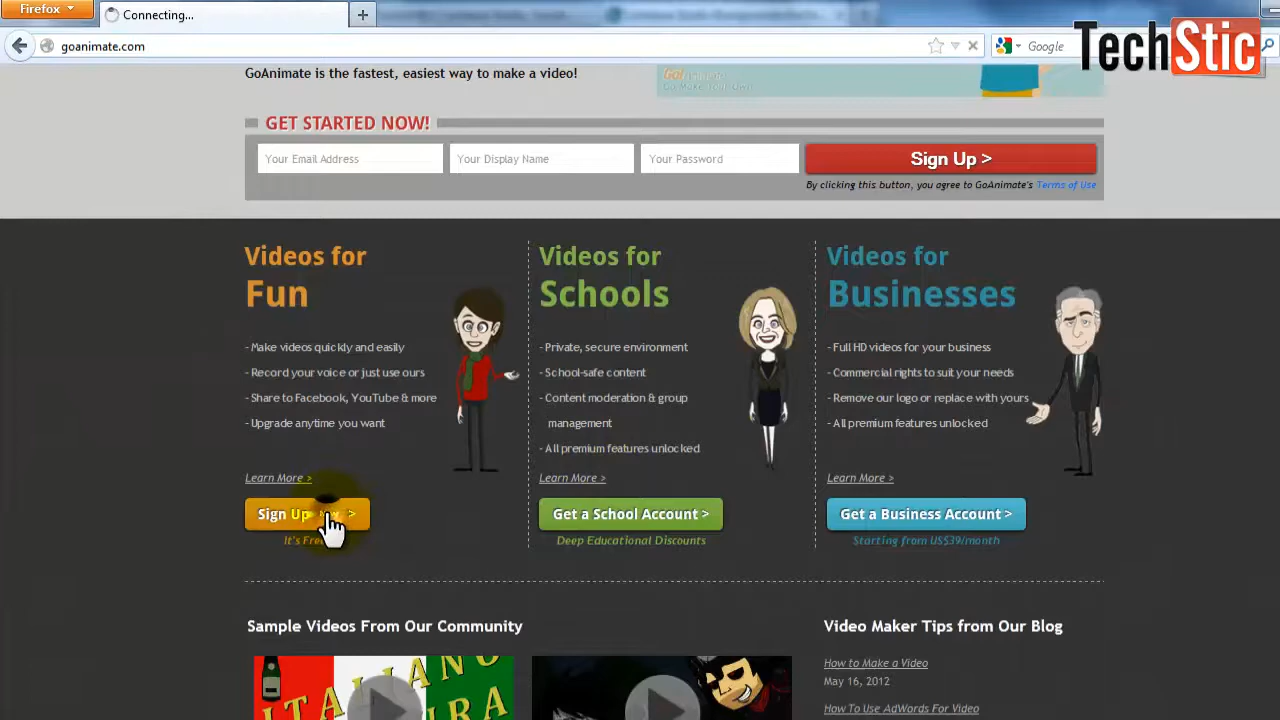 Firefox
Connecting...
goanimate.com
Google
TechStic
GoAnimate is the fastest, easiest way to make a video!
Go!
GET STARTED NOW!
Your Email Address
Your Display Name
Your Password
Sign Up >
By clicking this button, you agree to GoAnimate's Terms of Use
Videos for
Fun
- Make videos quickly and easily
- Record your voice or just use ours
- Share to Facebook, YouTube & more
- Upgrade anytime you want
Learn More >
Sign Up >
It's Free
Videos for
Schools
- Private, secure environment
- School-safe content
- Content moderation & group
management
- All premium features unlocked
Learn More >
Get a School Account >
Deep Educational Discounts
Videos for
Businesses
- Full HD videos for your business
- Commercial rights to suit your needs
- Remove our logo or replace with yours
- All premium features unlocked
Learn More >
Get a Business Account >
Starting from US$39/month
Sample Videos From Our Community
ITALIANO
Video Maker Tips from Our Blog
How to Make a Video
May 16, 2012
How To Use AdWords For Video